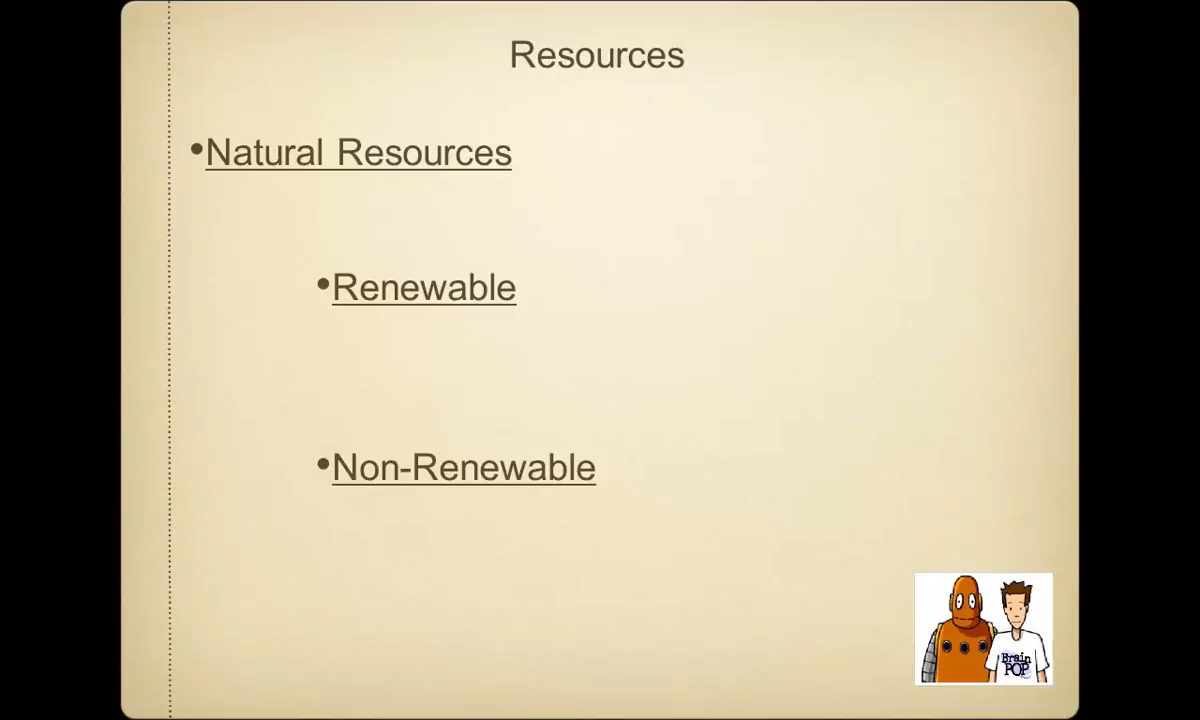 Resources
•Natural Resources
•Renewable
•Non-Renewable
Brain
POP